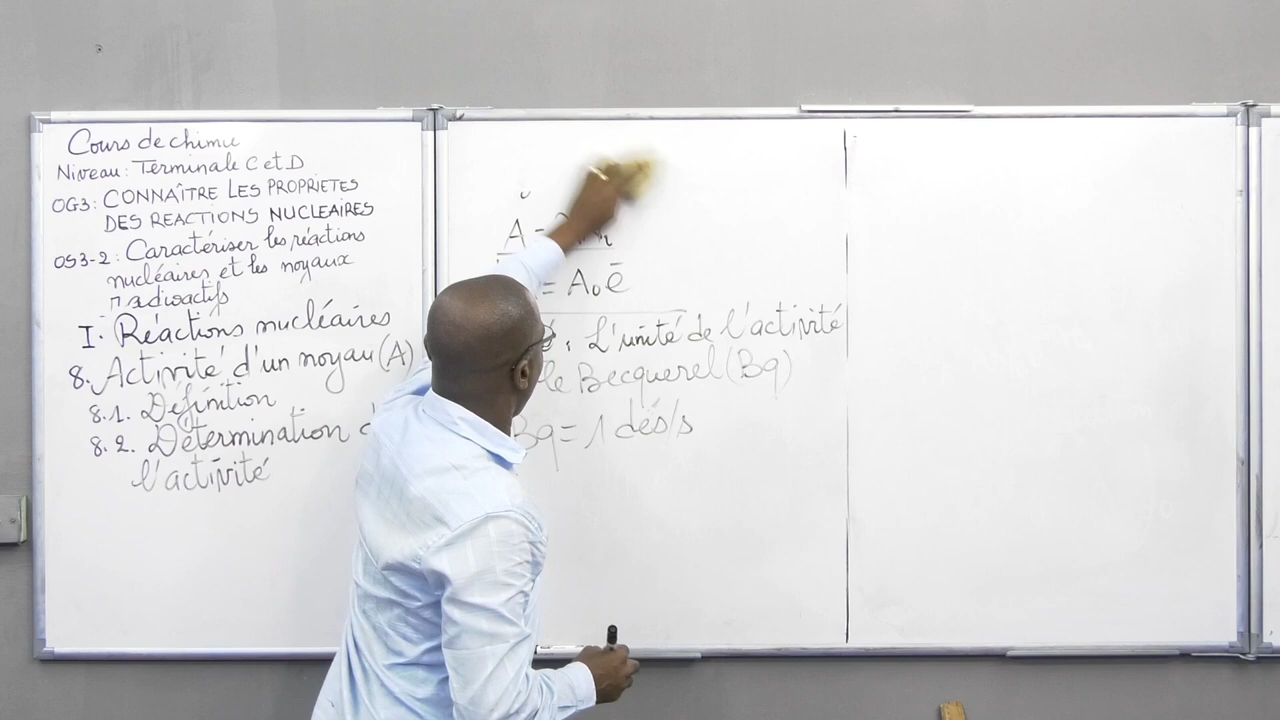 Cours de chimie
Niveau: Terminale C et D
OG3: CONNAÎTRE LES PROPRIETES
DES REACTIONS NUCLEAIRES
OS3-2: Caractériser les réactions
nucléaires et les noyaux
radioactifs
I. Réactions nucléaires
8. Activité d'un noyau (A)
8.1. Définition
8.2. Détermination
l'activité
A =
= A₀ē
. L'unité de l'activité
le Becquerel (Bq)
Bq = 1 dés/s